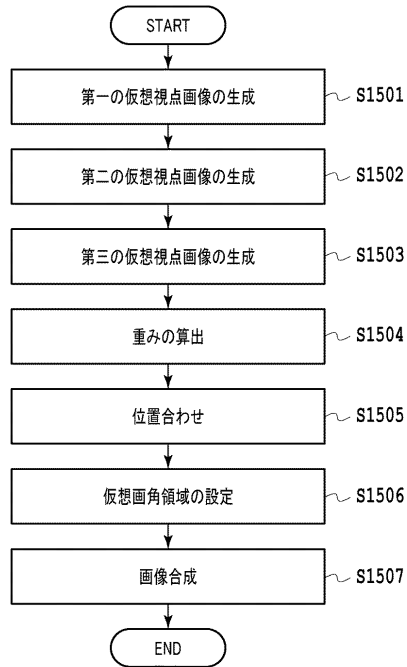 START
第一の仮想視点画像の生成
S1501
第二の仮想視点画像の生成
S1502
第三の仮想視点画像の生成
S1503
重みの算出
S1504
位置合わせ
S1505
仮想画角領域の設定
S1506
画像合成
S1507
END